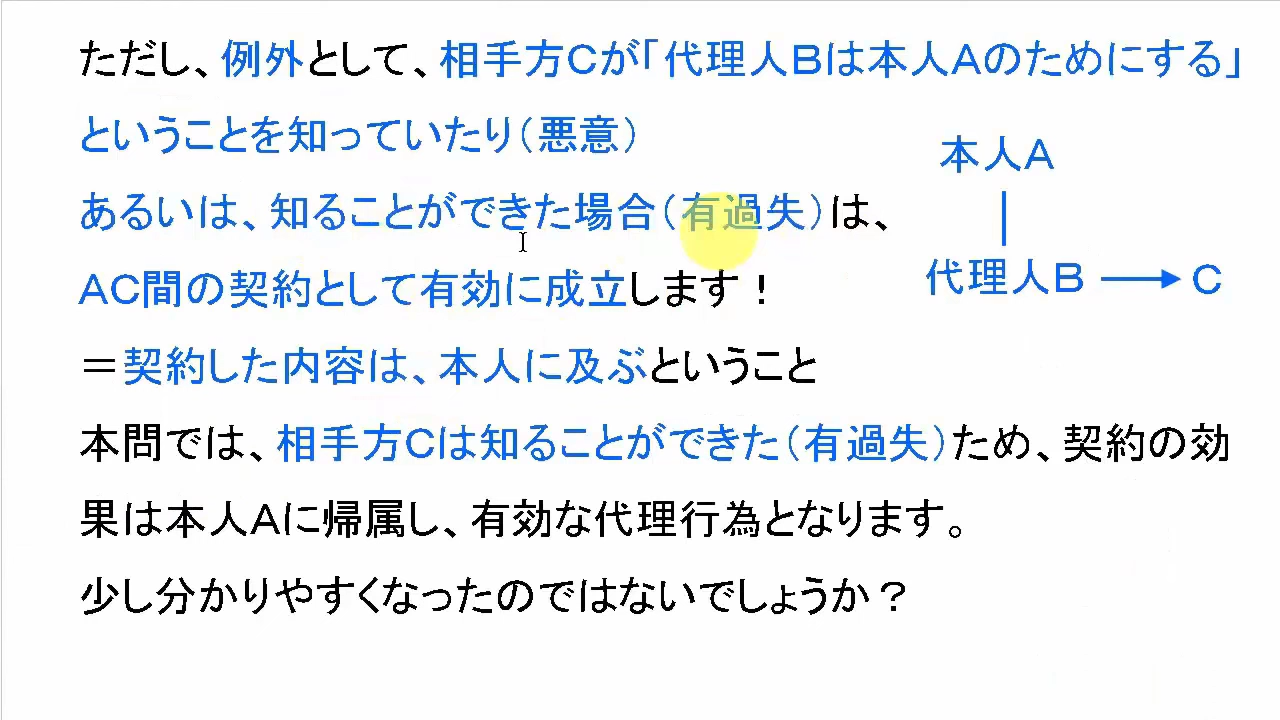 ただし、例外として、相手方Cが「代理人Bは本人Aのためにする」
ということを知っていたり（悪意）
本人A
あるいは、知ることができた場合（有過失）は、
代理人B → C
AC間の契約として有効に成立します！
＝契約した内容は、本人に及ぶということ
本問では、相手方Cは知ることができた（有過失）ため、契約の効
果は本人Aに帰属し、有効な代理行為となります。
少し分かりやすくなったのではないでしょうか？